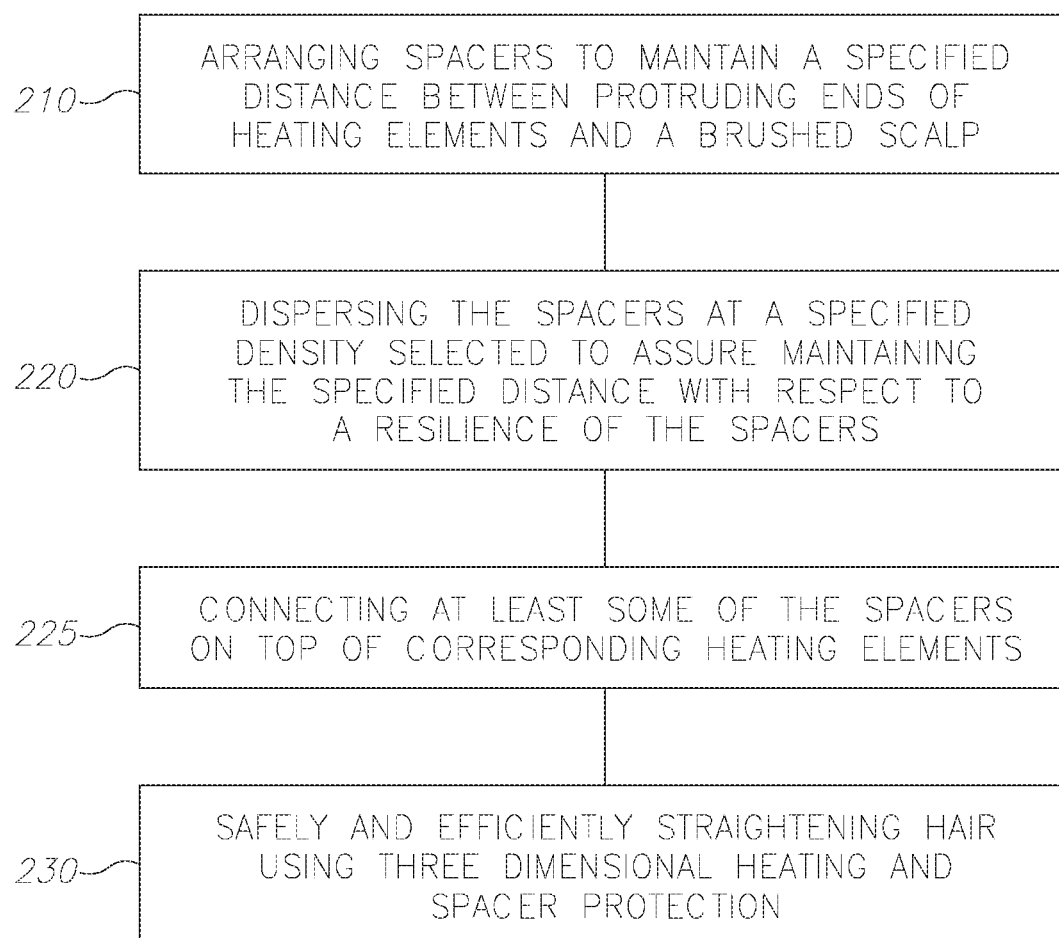 210
ARRANGING SPACERS TO MAINTAIN A SPECIFIED
DISTANCE BETWEEN PROTRUDING ENDS OF
HEATING ELEMENTS AND A BRUSHED SCALP
220
DISPERSING THE SPACERS AT A SPECIFIED
DENSITY SELECTED TO ASSURE MAINTAINING
THE SPECIFIED DISTANCE WITH RESPECT TO
A RESILIENCE OF THE SPACERS
225
CONNECTING AT LEAST SOME OF THE SPACERS
ON TOP OF CORRESPONDING HEATING ELEMENTS
230
SAFELY AND EFFICIENTLY STRAIGHTENING HAIR
USING THREE DIMENSIONAL HEATING AND
SPACER PROTECTION